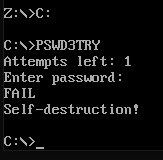 Z:\>C:
C:\>PSWD3TRY
Attempts left: 1
Enter password:
FAIL
Self-destruction!
C:\>_